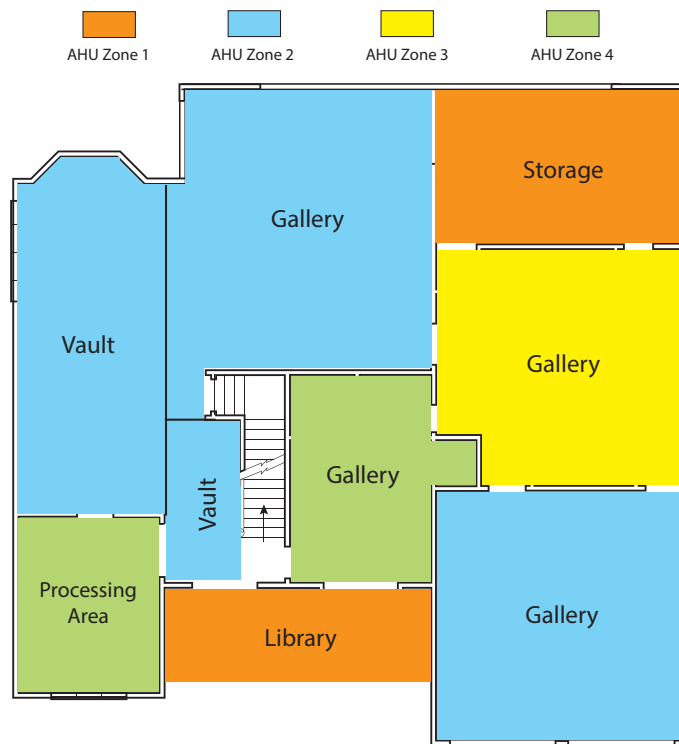 AHU Zone 1
AHU Zone 2
AHU Zone 3
AHU Zone 4
Storage
Gallery
Vault
Gallery
Gallery
Vault
Processing
Area
Gallery
Library